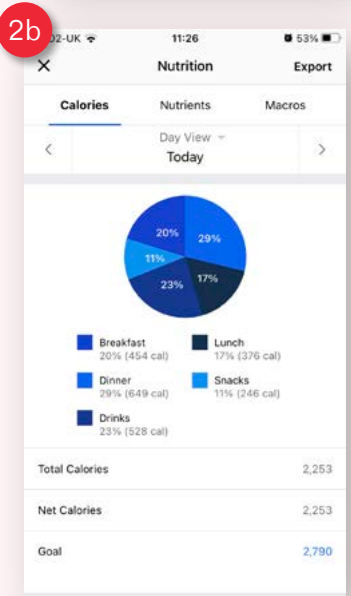 2b
02-UK 11:26 53%
× Nutrition Export
Calories Nutrients Macros
< Day View >
Today
20% 29%
11%
23% 17%
Breakfast
20% (454 cal)
Lunch
17% (376 cal)
Dinner
29% (649 cal)
Snacks
11% (246 cal)
Drinks
23% (528 cal)
Total Calories 2,253
Net Calories 2,253
Goal 2,790